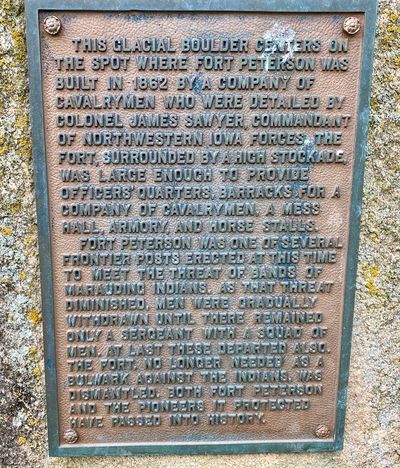 THIS GLACIAL BOULDER CENTERS ON
THE SPOT WHERE FORT PETERSON WAS
BUILT IN 1862 BY A COMPANY OF
CAVALRYMEN WHO WERE DETAILED BY
COLONEL JAMES SAWYER, COMMANDANT
OF NORTHWESTERN IOWA FORCES. THE
FORT, SURROUNDED BY A HIGH STOCKADE,
WAS LARGE ENOUGH TO PROVIDE
OFFICERS' QUARTERS, BARRACKS FOR A
COMPANY OF CAVALRYMEN, A MESS
HALL, ARMORY, AND HORSE STALLS.
FORT PETERSON WAS ONE OF SEVERAL
FRONTIER POSTS ERECTED AT THIS TIME
TO MEET THE THREAT OF BANDS OF
MARAUDING INDIANS. AS THAT THREAT
DIMINISHED, MEN WERE GRADUALLY
WITHDRAWN UNTIL THERE REMAINED
ONLY A SERGEANT WITH A SQUAD OF
MEN. AT LAST THESE DEPARTED ALSO.
THE FORT, NO LONGER NEEDED AS A
BULWARK AGAINST THE INDIANS, WAS
DISMANTLED. BOTH FORT PETERSON
AND THE PIONEERS IT PROTECTED
HAVE PASSED INTO HISTORY.